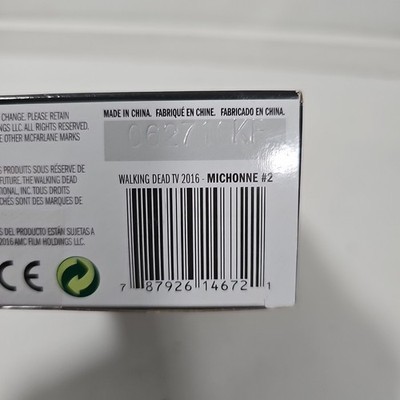 CHANGE. PLEASE RETAIN
NGS LLC. ALL RIGHTS RESERVED.
E OTHER MCFARLANE MARKS
MADE IN CHINA. FABRIQUÉ EN CHINE. FABRICADO EN CHINA.
S PRODUITS SOUS RÉSERVE DE
FUTURE. THE WALKING DEAD
TIONAL, INC. TOUS DROITS
CHÉS SONT DES MARQUES DE
S DEL PRODUCTO ESTÁN SUJETAS A
2016 AMC FILM HOLDINGS LLC.
CE
WALKING DEAD TV 2016 - MICHONNE #2
7 87926 14672 1